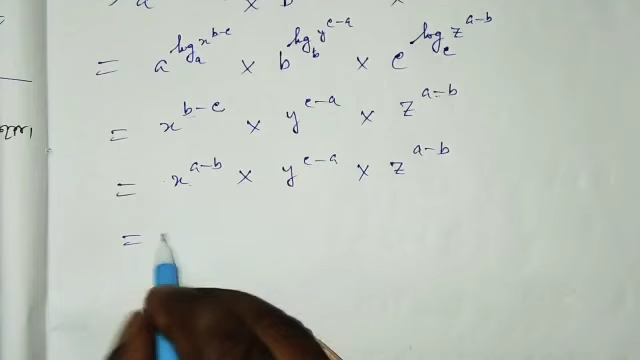 = a^{log_a x^{b-c}} × b^{log_b y^{c-a}} × c^{log_c z^{a-b}}
= x^{b-c} × y^{c-a} × z^{a-b}
= x^{a-b} × y^{c-a} × z^{a-b}
=